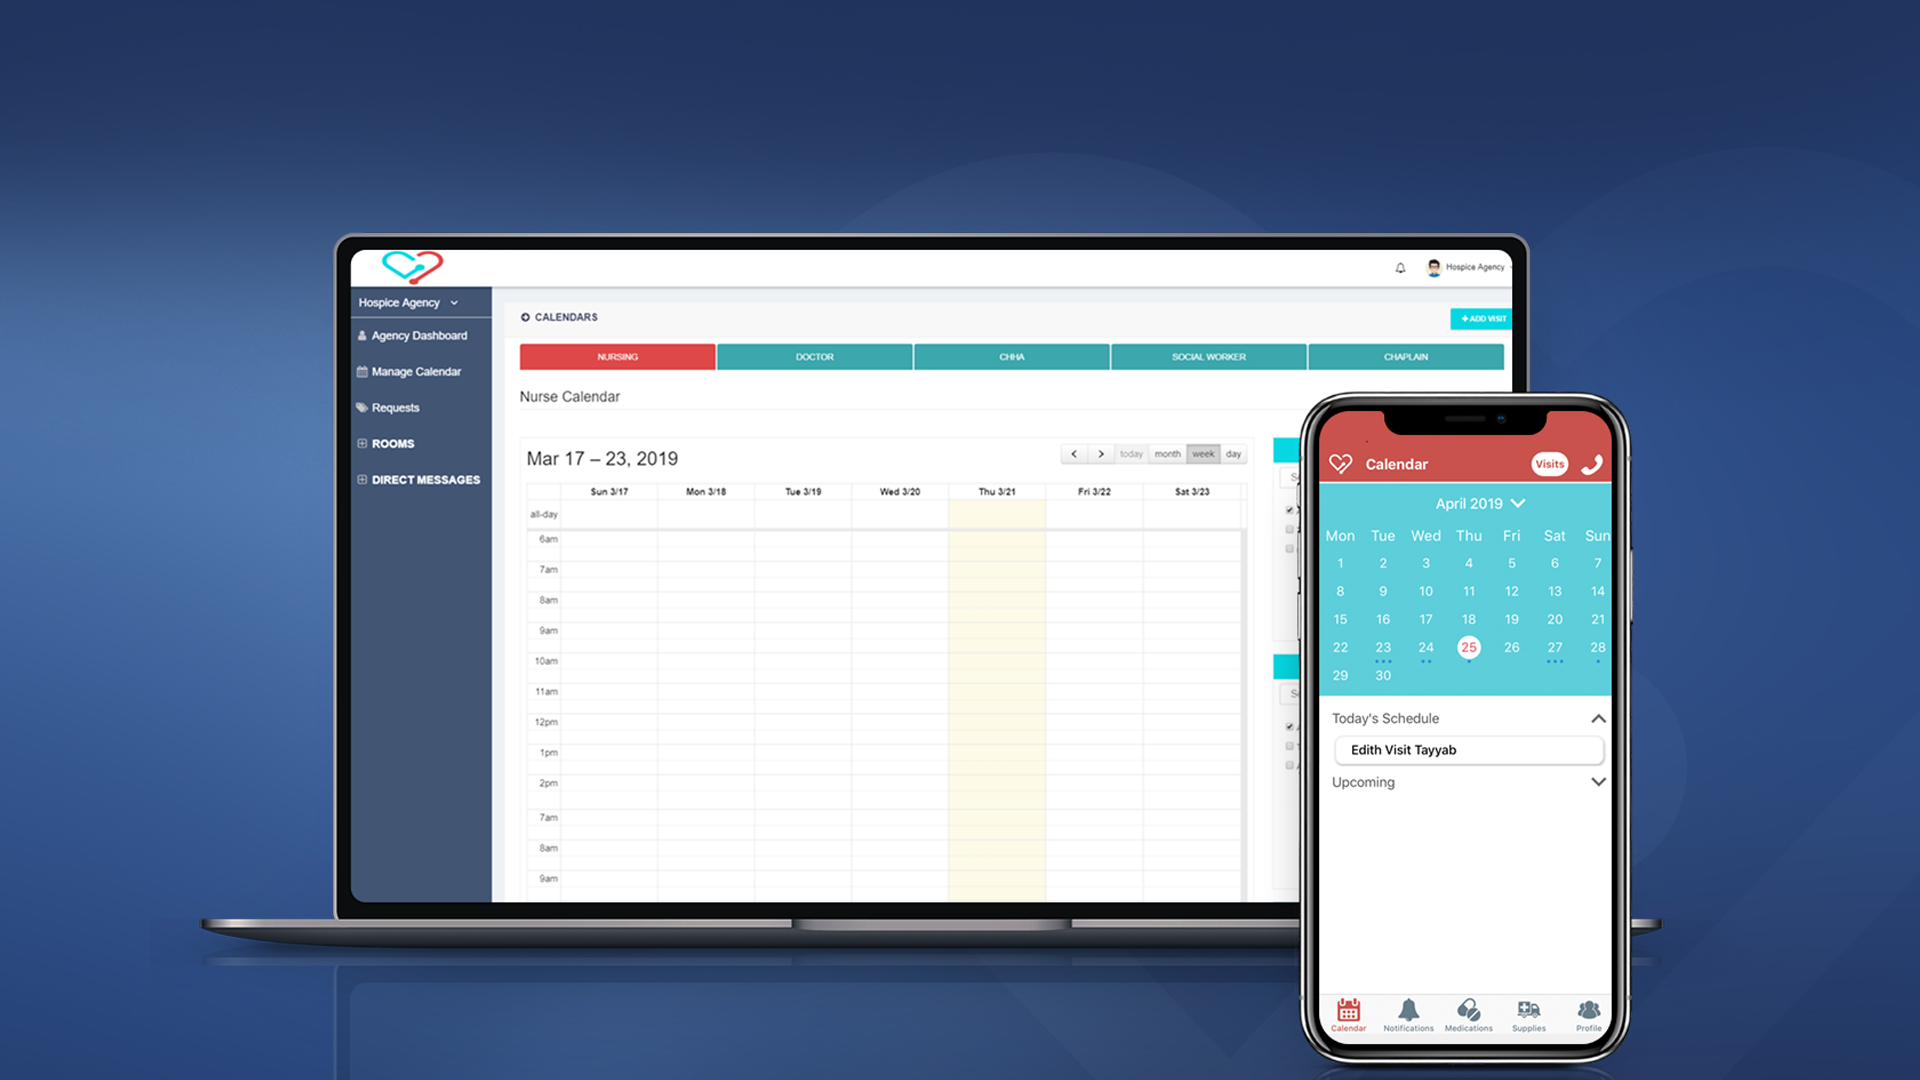 Hospice Agency
Hospice Agency
Agency Dashboard
Manage Calendar
Requests
ROOMS
DIRECT MESSAGES
CALENDARS
+ ADD VISIT
NURSING DOCTOR CHHA SOCIAL WORKER CHAPLAIN
Nurse Calendar
Mar 17 – 23, 2019
today month week day
Sun 3/17 Mon 3/18 Tue 3/19 Wed 3/20 Thu 3/21 Fri 3/22 Sat 3/23
all-day
6am
7am
8am
9am
10am
11am
12pm
1pm
2pm
7am
8am
9am
Calendar Visits
April 2019
Mon Tue Wed Thu Fri Sat Sun
1 2 3 4 5 6 7
8 9 10 11 12 13 14
15 16 17 18 19 20 21
22 23 24 25 26 27 28
29 30
Today's Schedule
Edith Visit Tayyab
Upcoming
Calendar Notifications Medications Supplies Profile